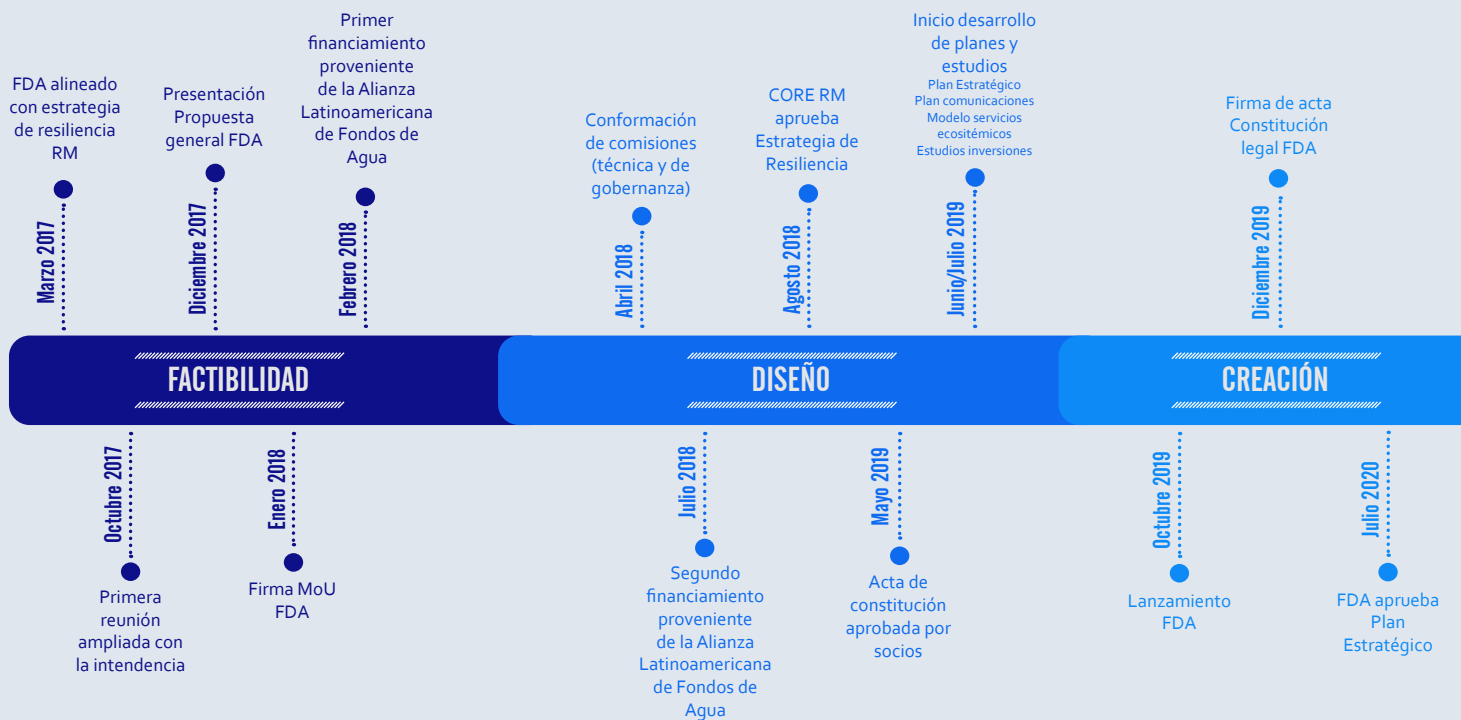 FDA alineado
con estrategia
de resiliencia
RM
Marzo 2017
Presentación
Propuesta
general FDA
Diciembre 2017
Primer
financiamiento
proveniente
de la Alianza
Latinoamericana
de Fondos de
Agua
Febrero 2018
Conformación
de comisiones
(técnica y de
gobernanza)
Abril 2018
CORE RM
aprueba
Estrategia de
Resiliencia
Agosto 2018
Inicio desarrollo
de planes y
estudios
Plan Estratégico
Plan comunicaciones
Modelo servicios
ecositémicos
Estudios inversiones
Junio/Julio 2019
Firma de acta
Constitución
legal FDA
Diciembre 2019
FACTIBILIDAD
DISEÑO
CREACIÓN
Octubre 2017
Primera
reunión
ampliada con
la intendencia
Enero 2018
Firma MoU
FDA
Julio 2018
Segundo
financiamiento
proveniente
de la Alianza
Latinoamericana
de Fondos de
Agua
Mayo 2019
Acta de
constitución
aprobada por
socios
Octubre 2019
Lanzamiento
FDA
Julio 2020
FDA aprueba
Plan
Estratégico